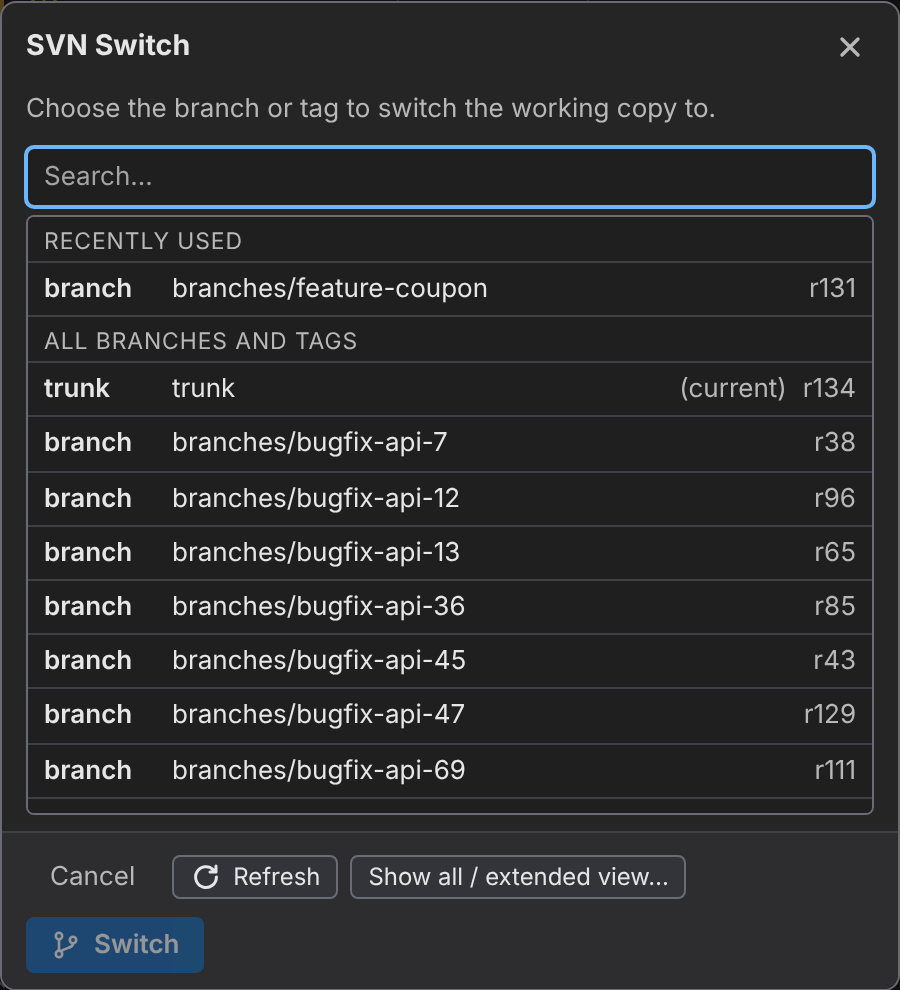 SVN Switch
Choose the branch or tag to switch the working copy to.
Search...
RECENTLY USED
branch branches/feature-coupon r131
ALL BRANCHES AND TAGS
trunk trunk (current) r134
branch branches/bugfix-api-7 r38
branch branches/bugfix-api-12 r96
branch branches/bugfix-api-13 r65
branch branches/bugfix-api-36 r85
branch branches/bugfix-api-45 r43
branch branches/bugfix-api-47 r129
branch branches/bugfix-api-69 r111
Cancel Refresh Show all / extended view...
Switch